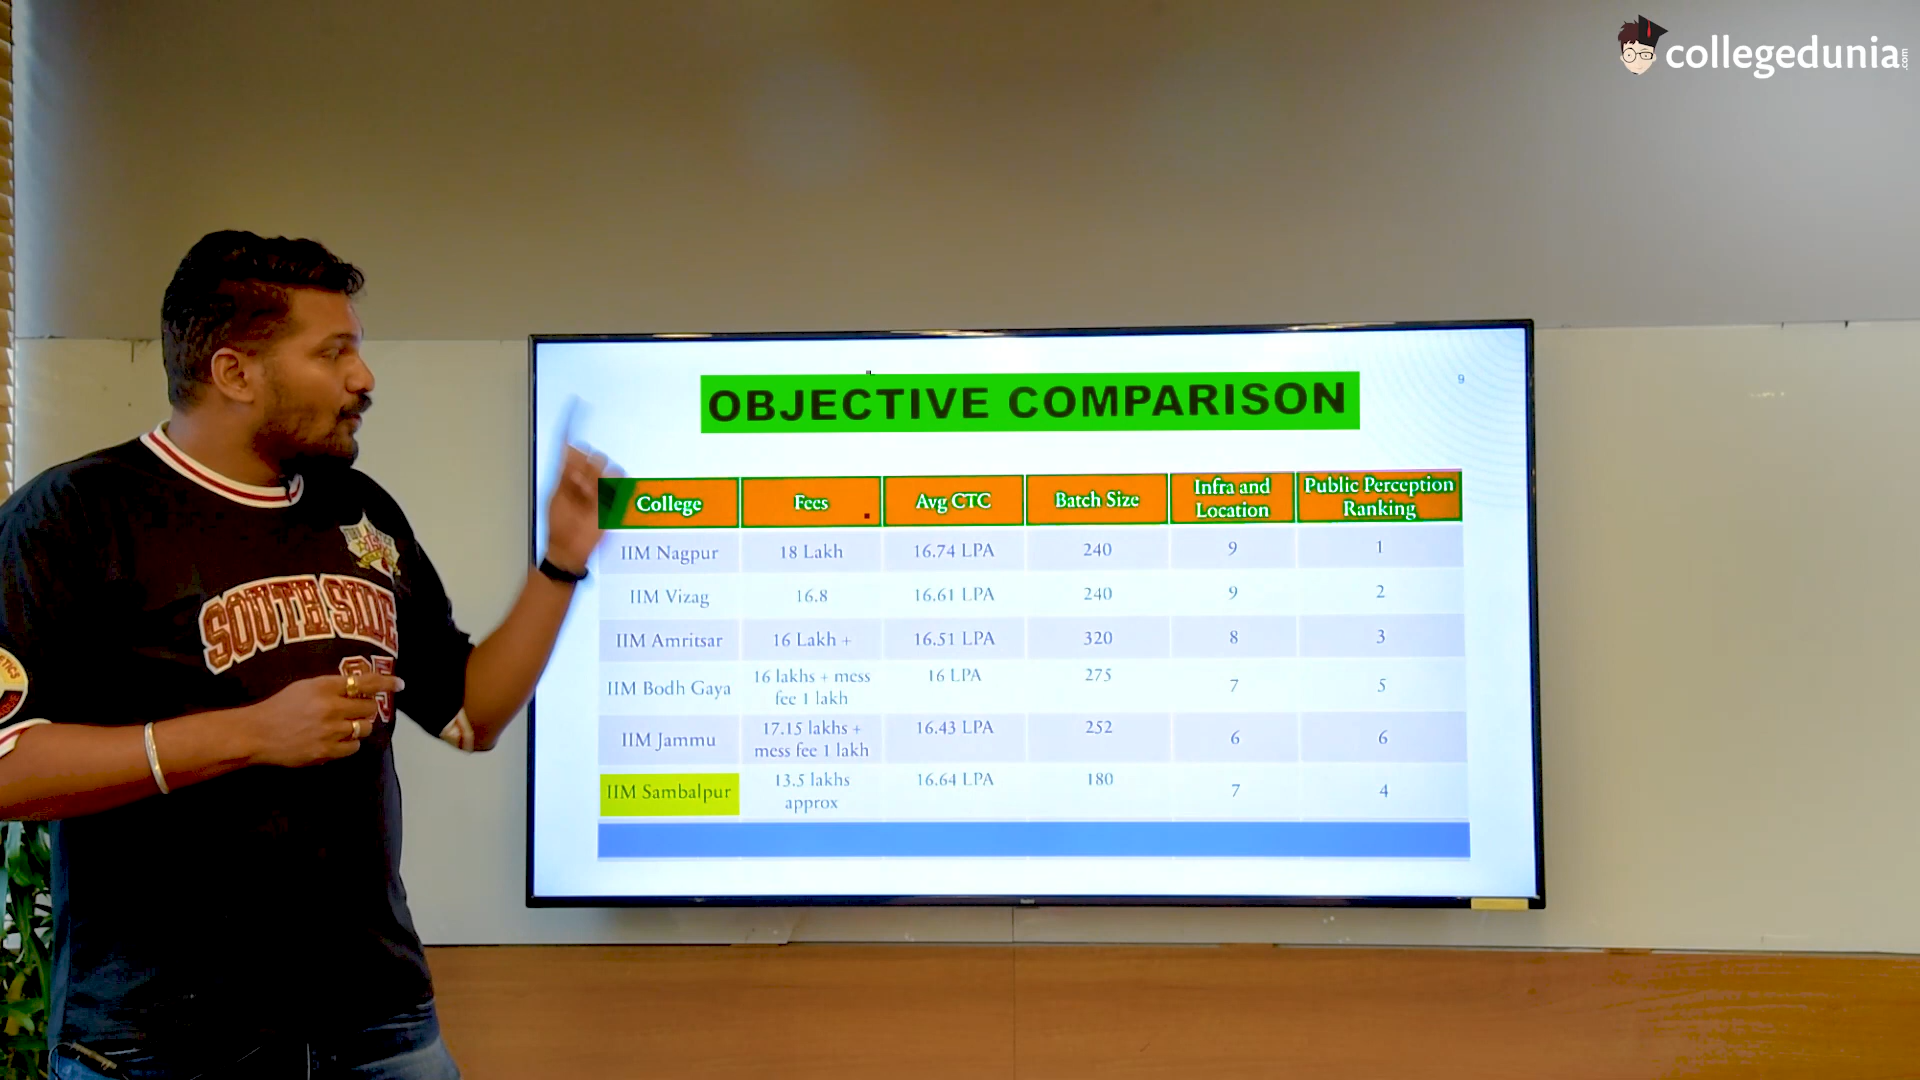 collegedunia
.com
OBJECTIVE COMPARISON
9
College Fees Avg CTC Batch Size Infra and Location Public Perception Ranking
IIM Nagpur 18 Lakh 16.74 LPA 240 9 1
IIM Vizag 16.8 16.61 LPA 240 9 2
IIM Amritsar 16 Lakh + 16.51 LPA 320 8 3
IIM Bodh Gaya 16 lakhs + mess fee 1 lakh 16 LPA 275 7 5
IIM Jammu 17.15 lakhs + mess fee 1 lakh 16.43 LPA 252 6 6
IIM Sambalpur 13.5 lakhs approx 16.64 LPA 180 7 4
SOUTH SIDE